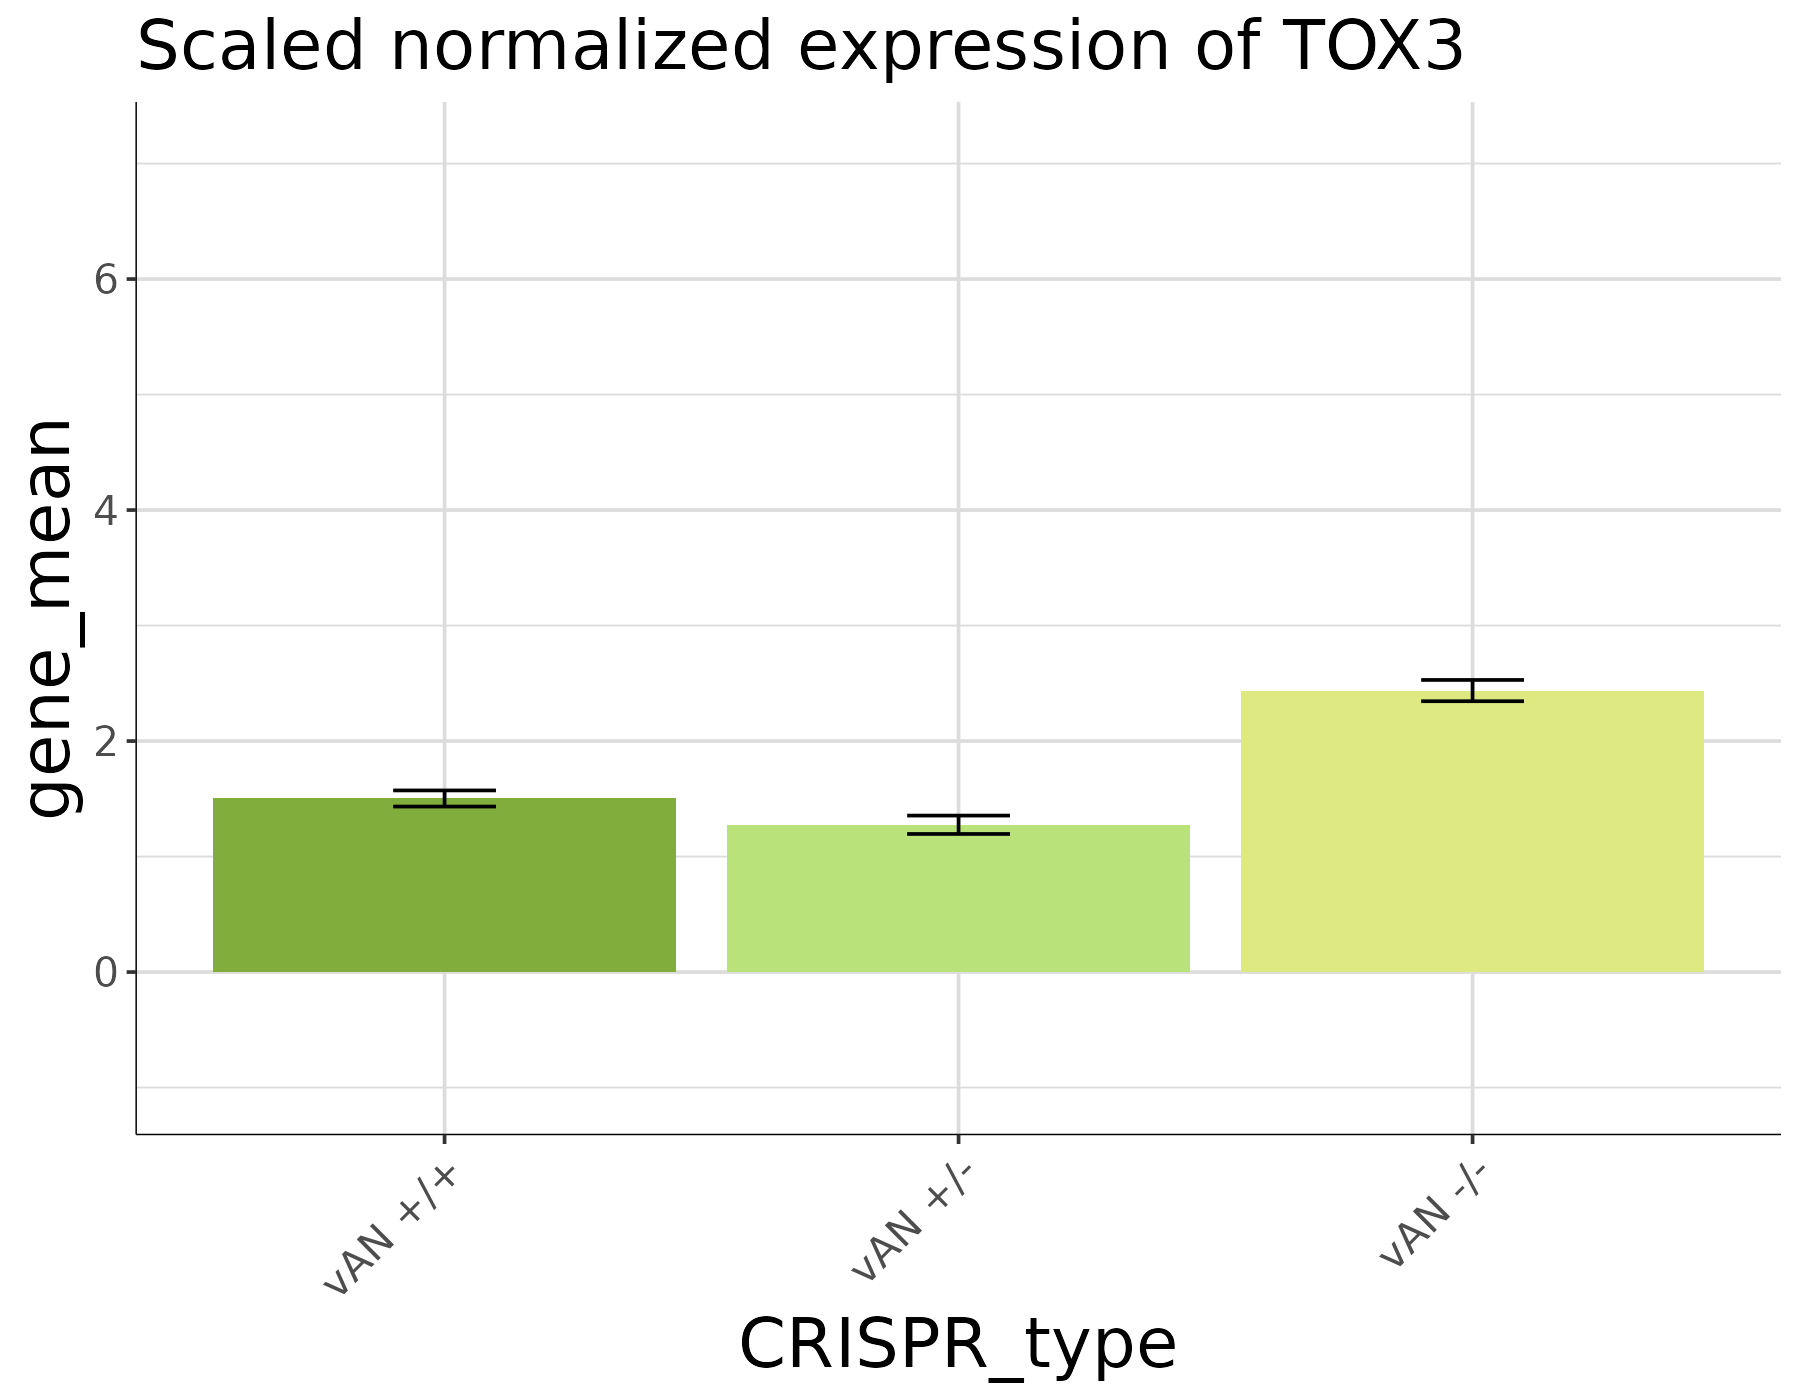 Scaled normalized expression of TOX3
gene_mean
6
4
2
0
vAN +/+
vAN +/-
vAN -/-
CRISPR_type